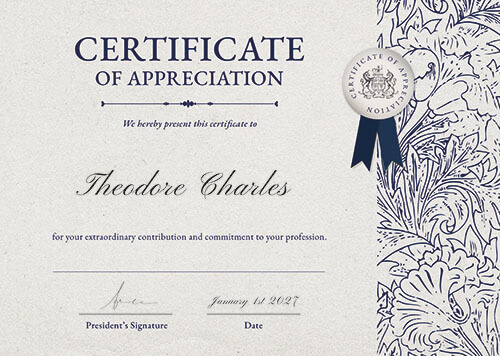 CERTIFICATE
OF APPRECIATION
We hereby present this certificate to
CERTIFICATE OF APPRECIATION
Theodore Charles
for your extraordinary contribution and commitment to your profession.
January 1st 2027
President's Signature
Date